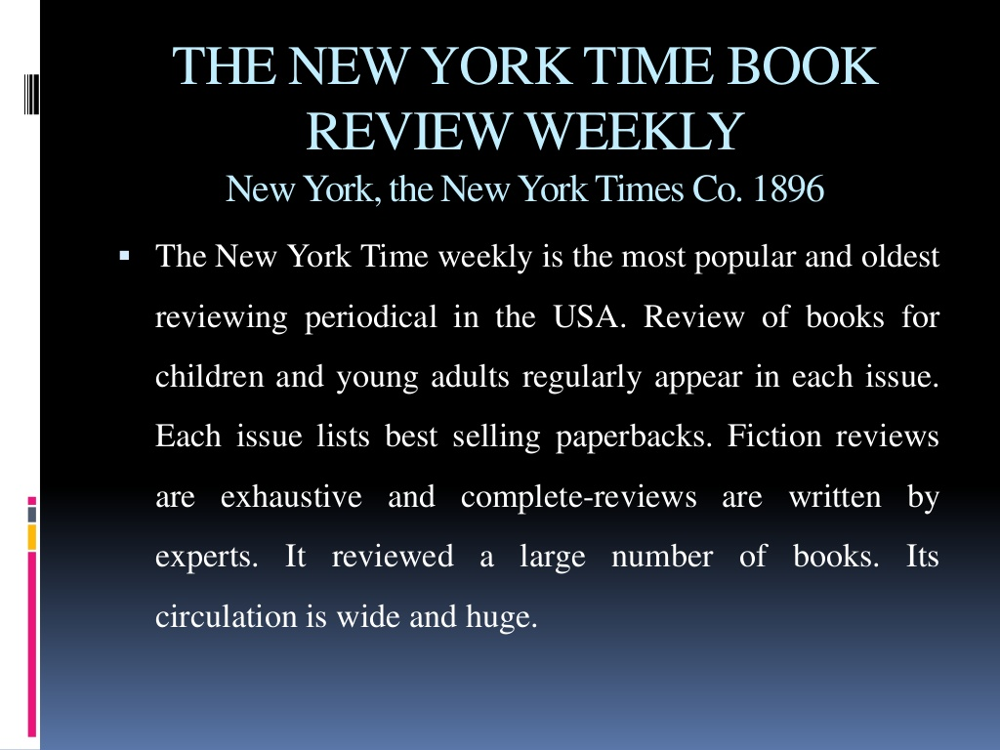 THE NEW YORK TIME BOOK
REVIEW WEEKLY
New York, the New York Times Co. 1896
▪ The New York Time weekly is the most popular and oldest
reviewing periodical in the USA. Review of books for
children and young adults regularly appear in each issue.
Each issue lists best selling paperbacks. Fiction reviews
are exhaustive and complete-reviews are written by
experts. It reviewed a large number of books. Its
circulation is wide and huge.